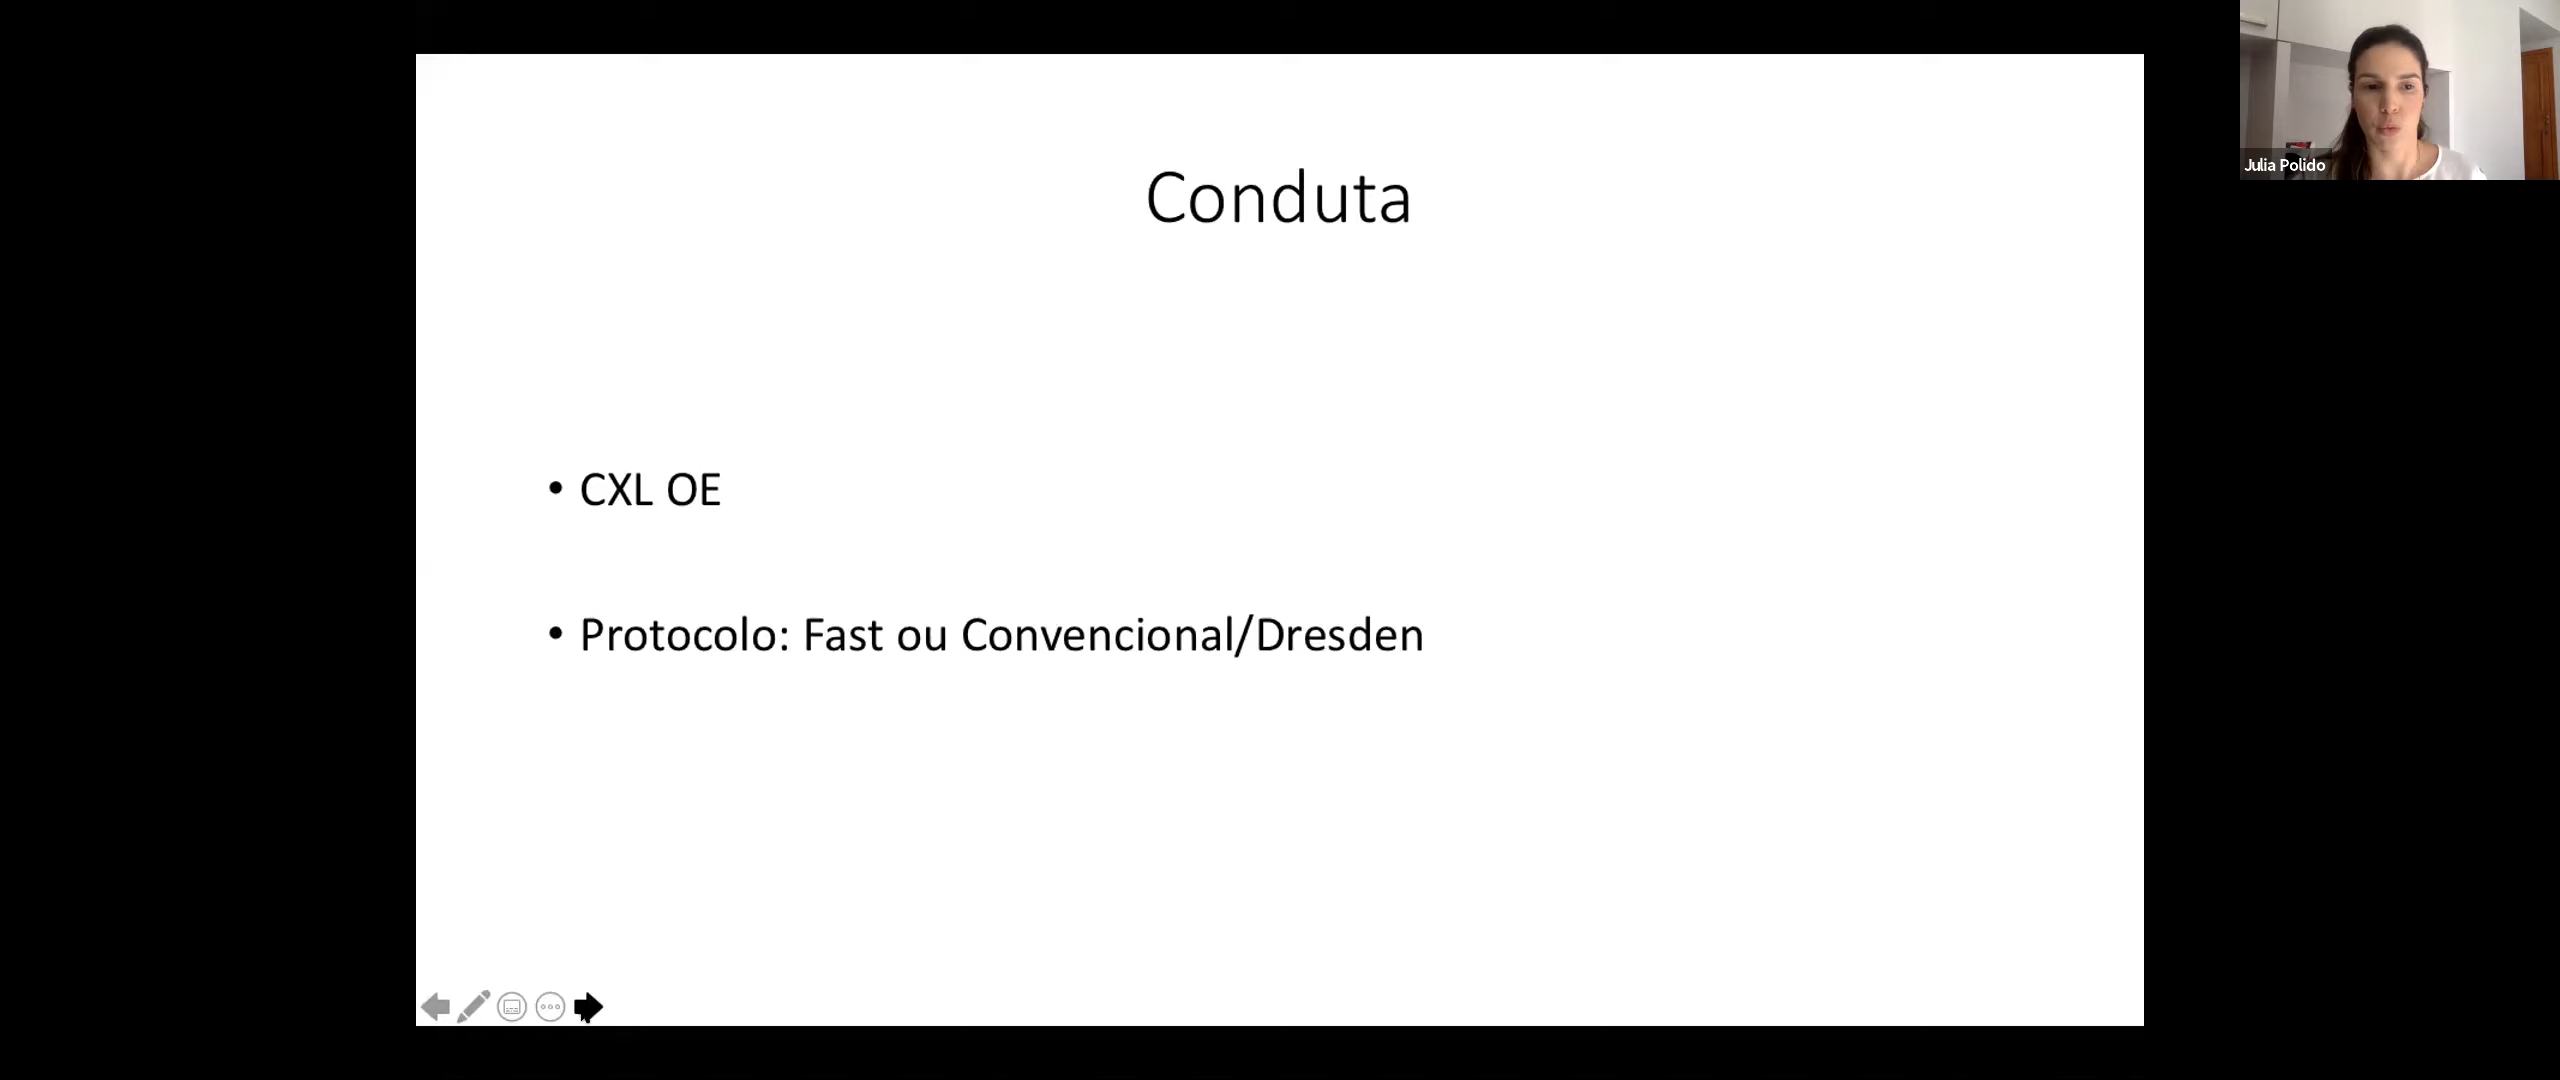 Conduta
• CXL OE
• Protocolo: Fast ou Convencional/Dresden
Julia Polido